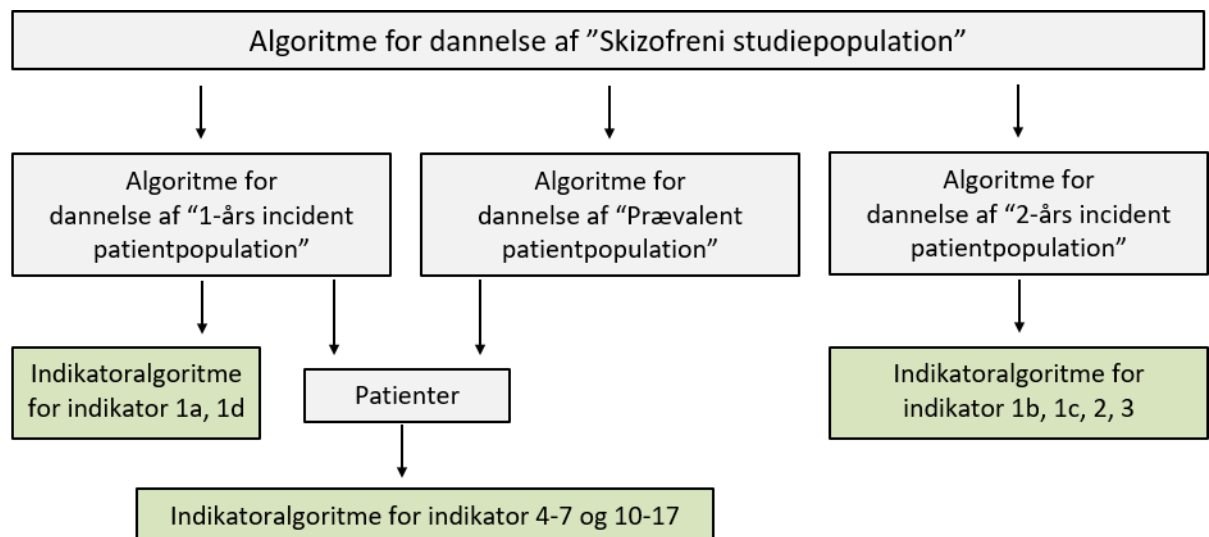 Algoritme for dannelse af ”Skizofreni studiepopulation”
Algoritme for
dannelse af “1-års incident
patientpopulation”
Algoritme for
dannelse af “Prævalent
patientpopulation”
Algoritme for
dannelse af “2-års incident
patientpopulation”
Indikatoralgoritme
for indikator 1a, 1d
Patienter
Indikatoralgoritme for
indikator 1b, 1c, 2, 3
Indikatoralgoritme for indikator 4-7 og 10-17